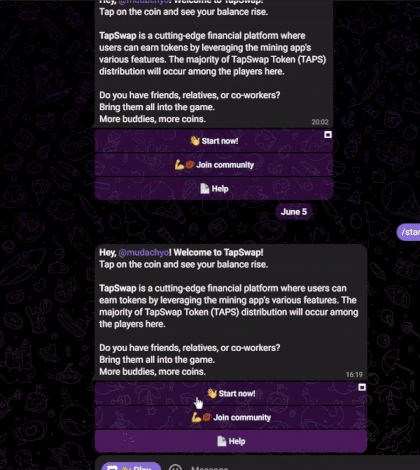 Hey, @mudachyo! Welcome to TapSwap!
Tap on the coin and see your balance rise.
TapSwap is a cutting-edge financial platform where
users can earn tokens by leveraging the mining app's
various features. The majority of TapSwap Token (TAPS)
distribution will occur among the players here.
Do you have friends, relatives, or co-workers?
Bring them all into the game.
More buddies, more coins.
20:02
👋 Start now!
💪🏉 Join community
📄 Help
June 5
/star
Hey, @mudachyo! Welcome to TapSwap!
Tap on the coin and see your balance rise.
TapSwap is a cutting-edge financial platform where users can
earn tokens by leveraging the mining app's various features. The
majority of TapSwap Token (TAPS) distribution will occur among
the players here.
Do you have friends, relatives, or co-workers?
Bring them all into the game.
More buddies, more coins.
16:19
👋 Start now!
💪🏉 Join community
📄 Help
Play
Message